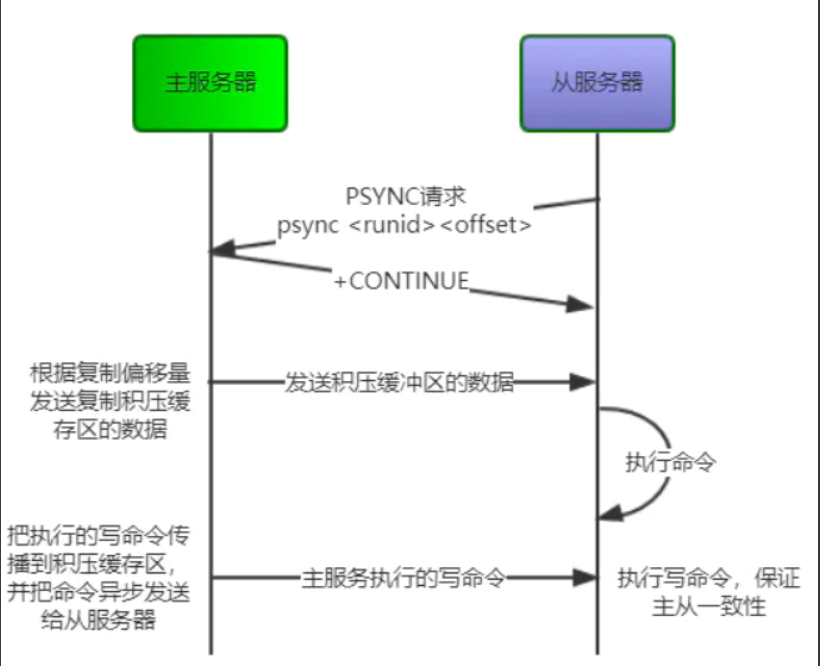 主服务器
从服务器
PSYNC请求
psync <runid><offset>
+CONTINUE
根据复制偏移量
发送复制积压缓
存区的数据
发送积压缓冲区的数据
执行命令
把执行的写命令传
播到积压缓存区，
并把命令异步发送
给从服务器
主服务执行的写命令
执行写命令，保证
主从一致性